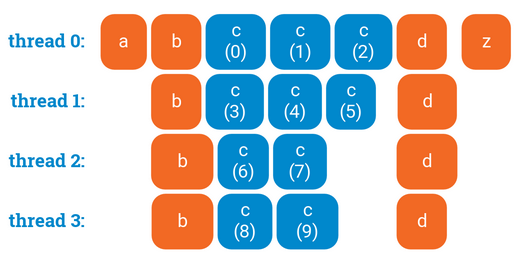 thread 0: a b c (0) c (1) c (2) d z
thread 1: b c (3) c (4) c (5) d
thread 2: b c (6) c (7) d
thread 3: b c (8) c (9) d